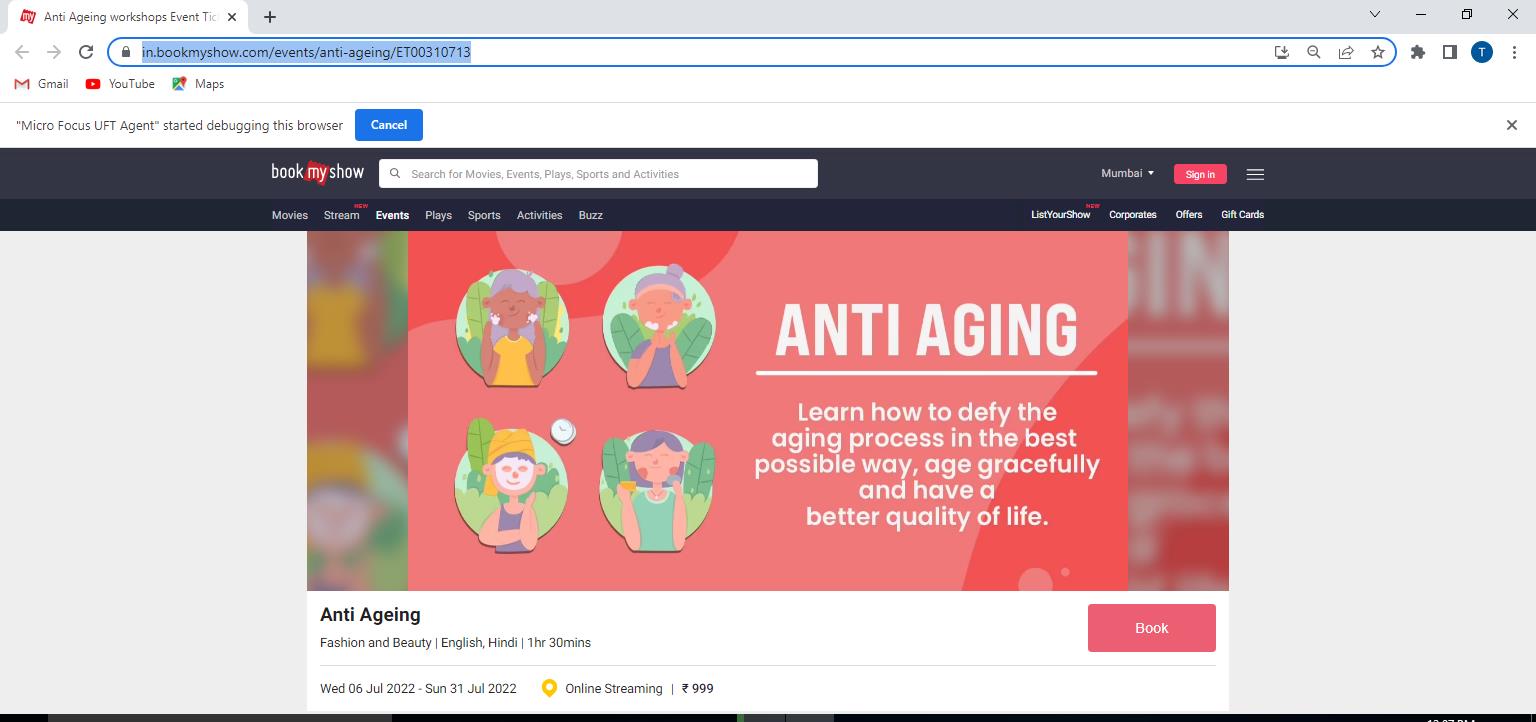 Anti Ageing workshops Event Tic
in.bookmyshow.com/events/anti-ageing/ET00310713
T
Gmail YouTube Maps
"Micro Focus UFT Agent" started debugging this browser Cancel
book my show Search for Movies, Events, Plays, Sports and Activities Mumbai Sign in
Movies Stream NEW Events Plays Sports Activities Buzz ListYourShow NEW Corporates Offers Gift Cards
ANTI AGING
Learn how to defy the
aging process in the best
possible way, age gracefully
and have a
better quality of life.
Anti Ageing
Book
Fashion and Beauty | English, Hindi | 1hr 30mins
Wed 06 Jul 2022 - Sun 31 Jul 2022 Online Streaming | ₹ 999